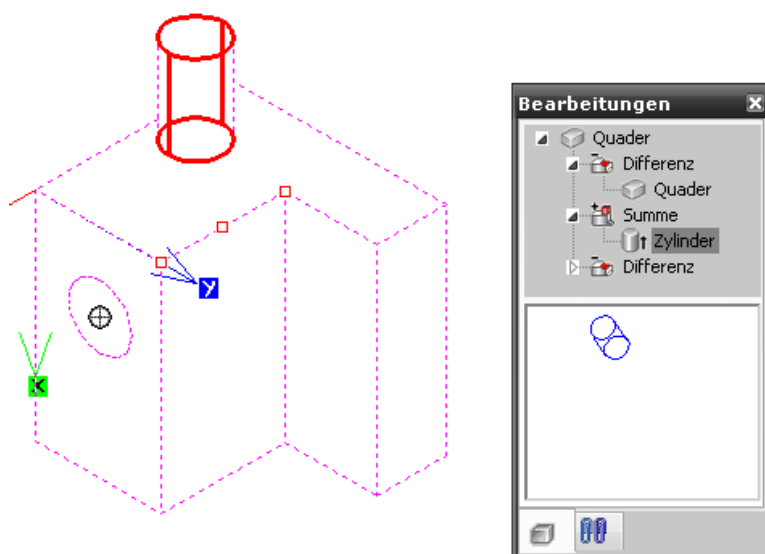 Bearbeitungen
Quader
Differenz
Quader
Summe
Zylinder
Differenz
y
x